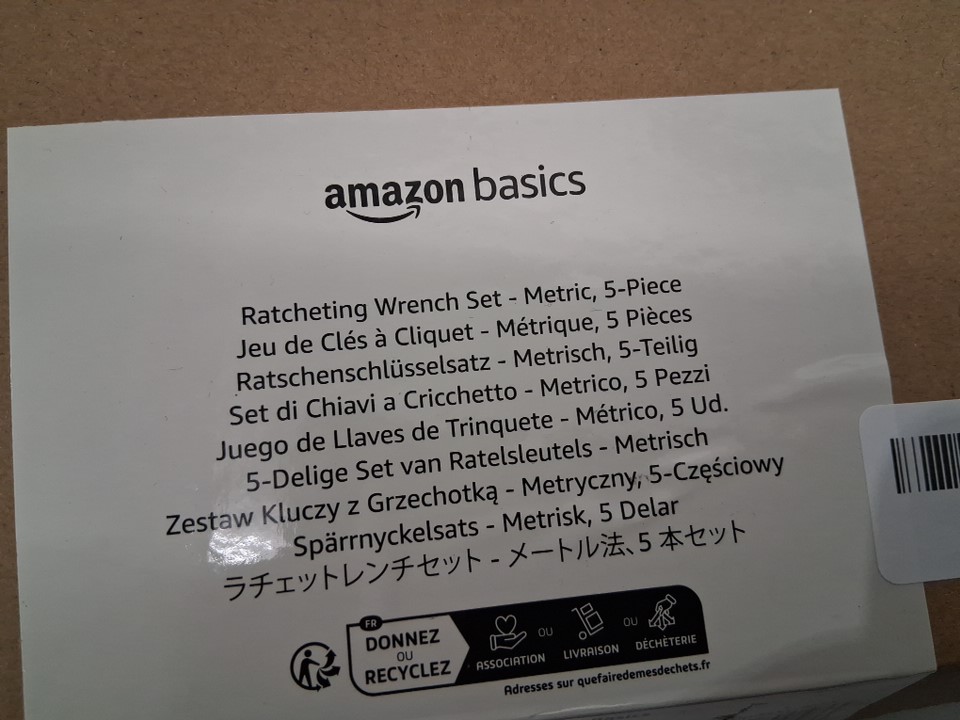 amazon basics
Ratcheting Wrench Set - Metric, 5-Piece
Jeu de Clés à Cliquet - Métrique, 5 Pièces
Ratschenschlüsselsatz - Metrisch, 5-Teilig
Set di Chiavi a Cricchetto - Metrico, 5 Pezzi
Juego de Llaves de Trinquete - Métrico, 5 Ud.
5-Delige Set van Ratelsleutels - Metrisch
Zestaw Kluczy z Grzechotką - Metryczny, 5-Częściowy
Spärrnyckelsats - Metrisk, 5 Delar
ラチェットレンチセット - メートル法、5 本セット
FR
DONNEZ
OU
RECYCLEZ
ASSOCIATION OU LIVRAISON OU DÉCHÈTERIE
Adresses sur quefairedemesdechets.fr